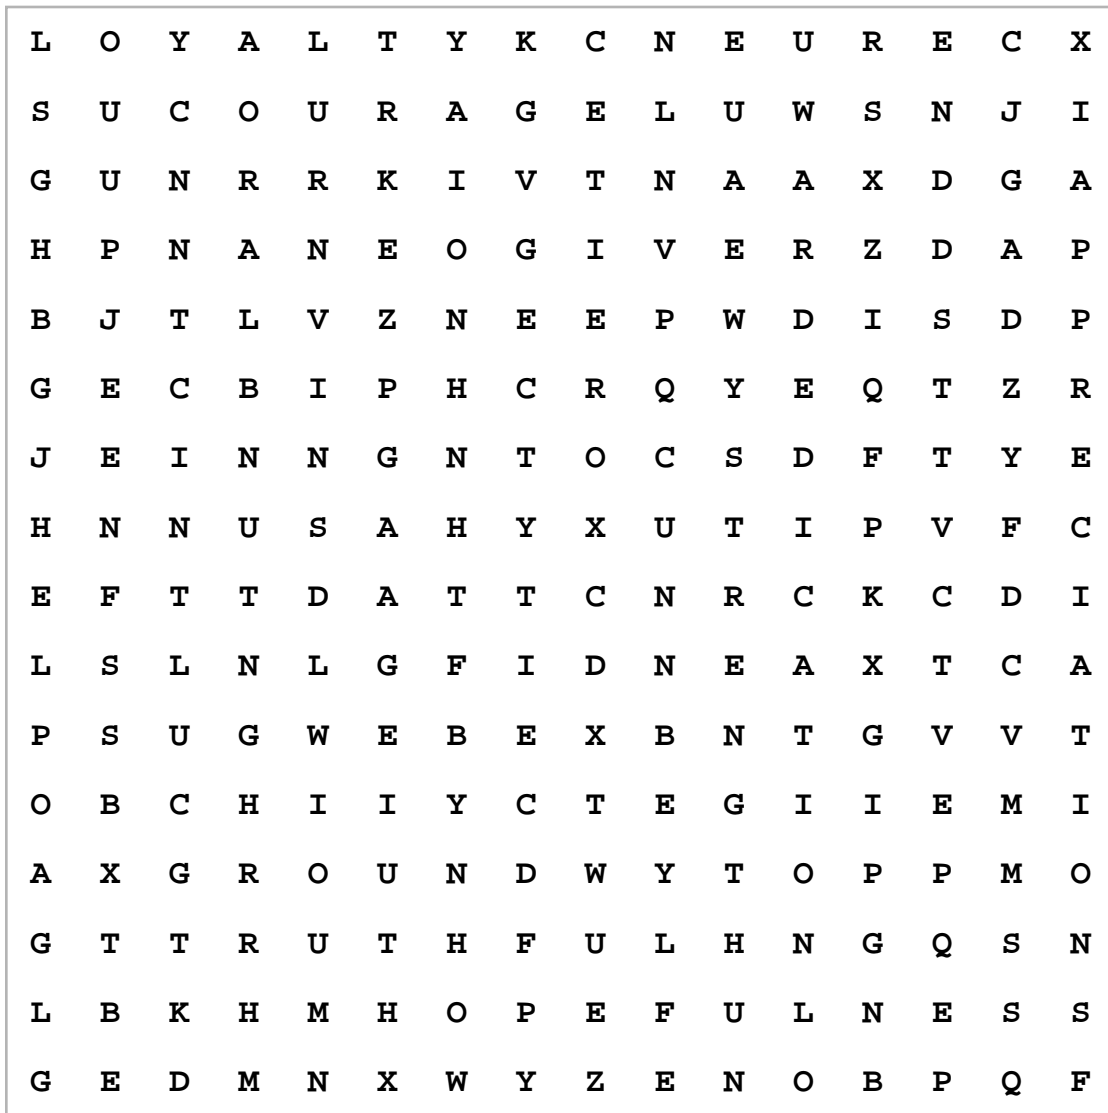 L O Y A L T Y K C N E U R E C X
S U C O U R A G E L U W S N J I
G U N R R K I V T N A A X D G A
H P N A N E O G I V E R Z D A P
B J T L V Z N E E P W D I S D P
G E C B I P H C R Q Y E Q T Z R
J E I N N G N T O C S D F T Y E
H N N U S A H Y X U T I P V F C
E F T T D A T T C N R C K C D I
L S L N L G F I D N E A X T C A
P S U G W E B E X B N T G V V T
O B C H I I Y C T E G I I E M I
A X G R O U N D W Y T O P P M O
G T T R U T H F U L H N G Q S N
L B K H M H O P E F U L N E S S
G E D M N X W Y Z E N O B P Q F